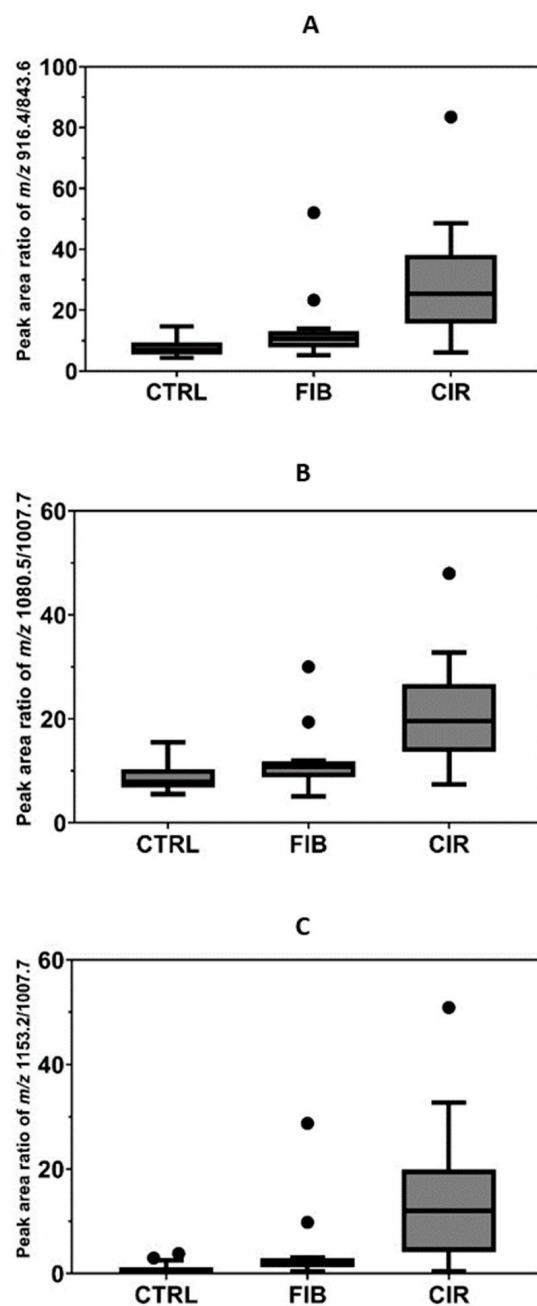 A
Peak area ratio of m/z 916.4/843.6
100
80
60
40
20
0
CTRL FIB CIR
B
Peak area ratio of m/z 1080.5/1007.7
60
40
20
0
CTRL FIB CIR
C
Peak area ratio of m/z 1153.2/1007.7
60
40
20
0
CTRL FIB CIR